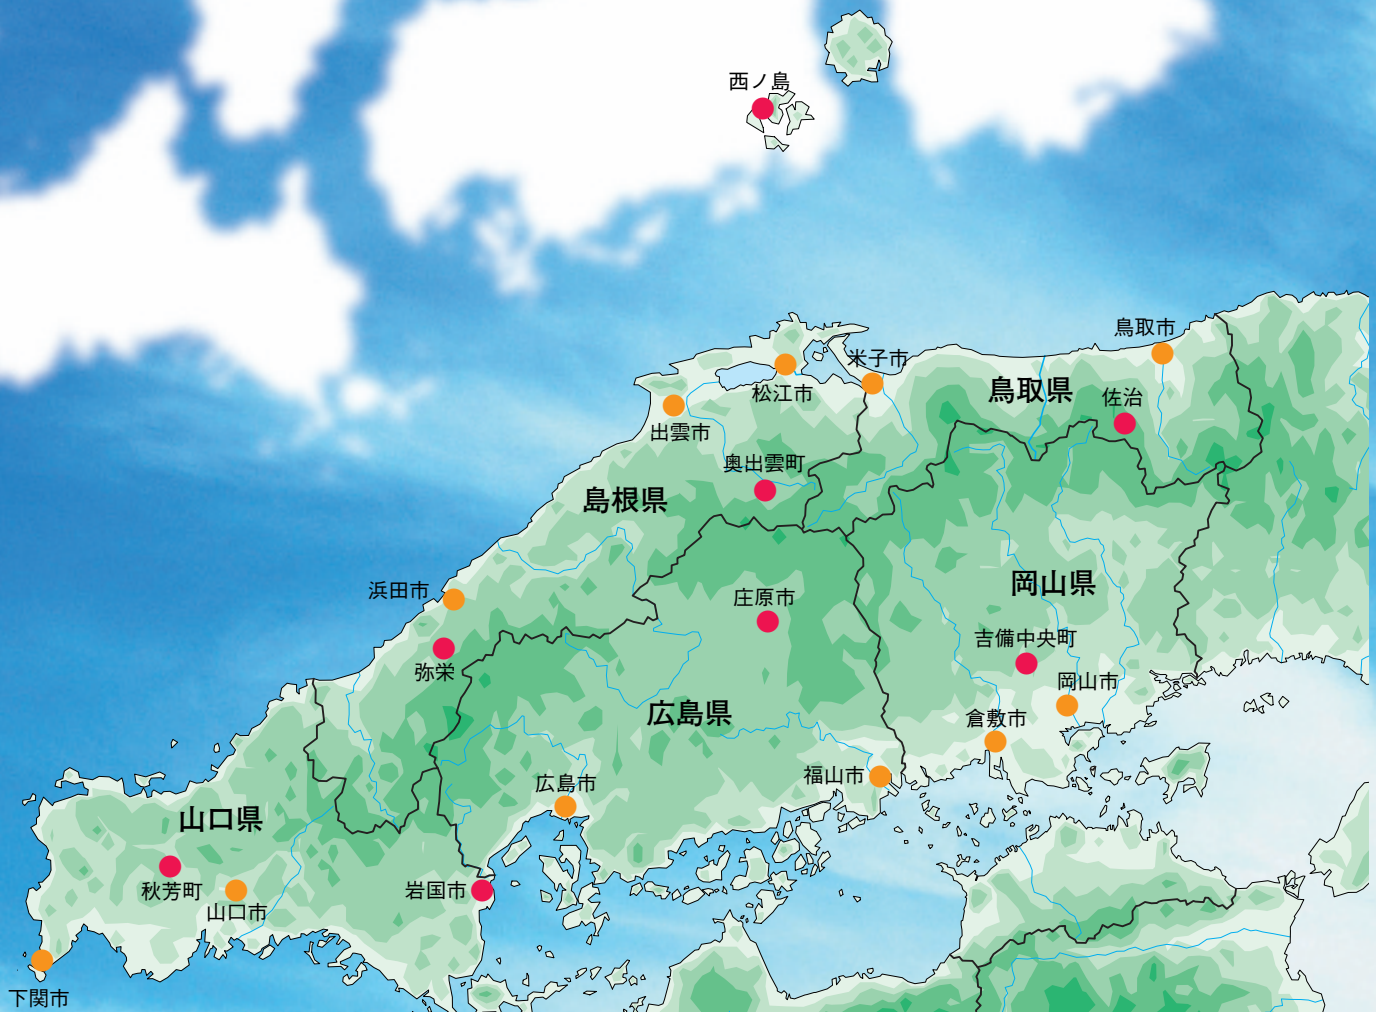 西ノ島
鳥取市
米子市
鳥取県
松江市
佐治
出雲市
奥出雲町
島根県
岡山県
浜田市
庄原市
吉備中央町
弥栄
岡山市
広島県
倉敷市
福山市
広島市
山口県
秋芳町
岩国市
山口市
下関市